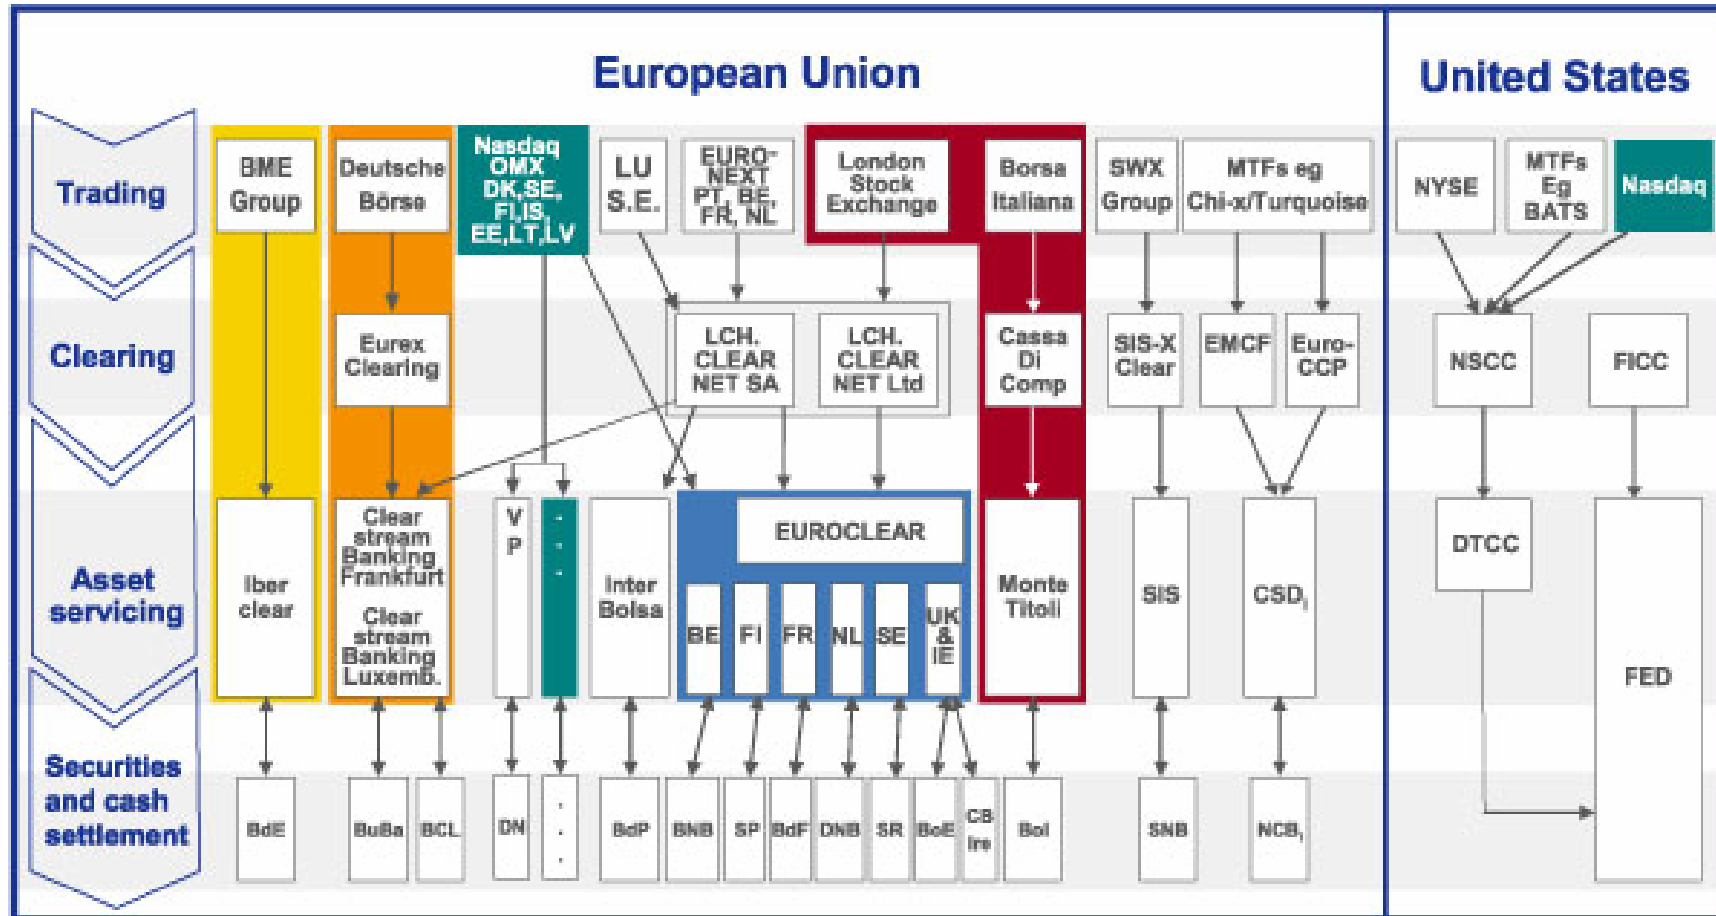 European Union
United States
Trading
BME
Group
Deutsche
Börse
Nasdaq
OMX
DK,SE,
FI,IS,
EE,LT,LV
LU
S.E.
EURO-
NEXT
PT, BE,
FR, NL
London
Stock
Exchange
Borsa
Italiana
SWX
Group
MTFs eg
Chi-x/Turquoise
NYSE
MTFs
Eg
BATS
Nasdaq
Clearing
Eurex
Clearing
LCH.
CLEAR
NET SA
LCH.
CLEAR
NET Ltd
Cassa
Di
Comp
SIS-X
Clear
EMCF
Euro-
CCP
NSCC
FICC
Asset
servicing
Iber
clear
Clear
stream
Banking
Frankfurt
Clear
stream
Banking
Luxemb.
V
P
.
.
.
Inter
Bolsa
EUROCLEAR
BE
FI
FR
NL
SE
UK
&
IE
Monte
Titoli
SIS
CSDi
DTCC
FED
Securities
and cash
settlement
BdE
BuBa
BCL
DN
.
.
.
BdP
BNB
SP
BdF
DNB
SR
BoE
CB
Ire
BoI
SNB
NCBi